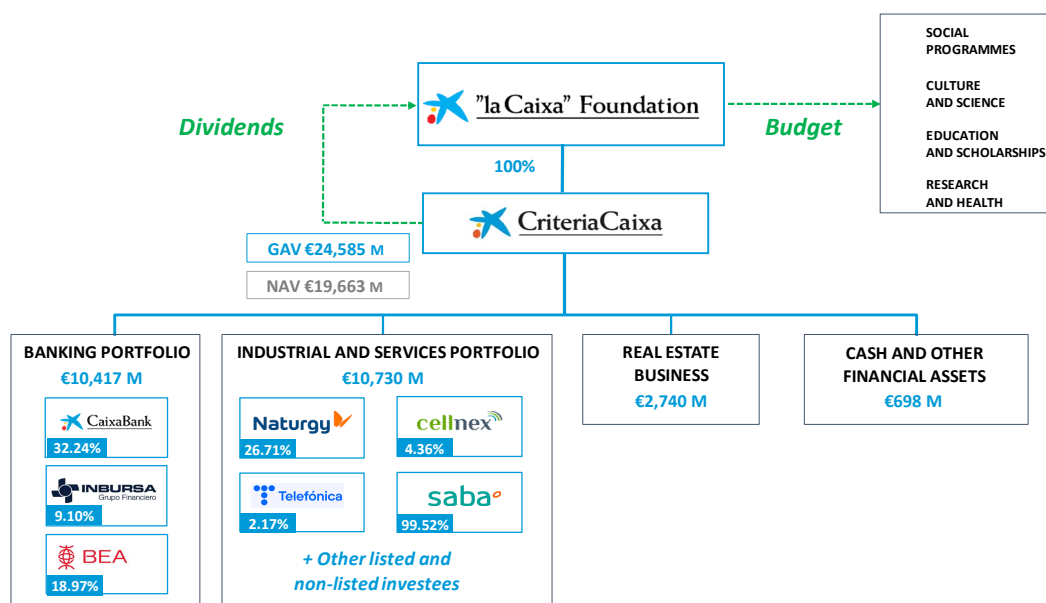 SOCIAL
PROGRAMMES
CULTURE
AND SCIENCE
EDUCATION
AND SCHOLARSHIPS
RESEARCH
AND HEALTH
"la Caixa" Foundation
Dividends
Budget
100%
CriteriaCaixa
GAV €24,585 M
NAV €19,663 M
BANKING PORTFOLIO
€10,417 M
CaixaBank
32.24%
INBURSA
Grupo Financiero
9.10%
BEA
18.97%
INDUSTRIAL AND SERVICES PORTFOLIO
€10,730 M
Naturgy
26.71%
cellnex
4.36%
Telefónica
2.17%
saba
99.52%
+ Other listed and
non-listed investees
REAL ESTATE
BUSINESS
€2,740 M
CASH AND OTHER
FINANCIAL ASSETS
€698 M